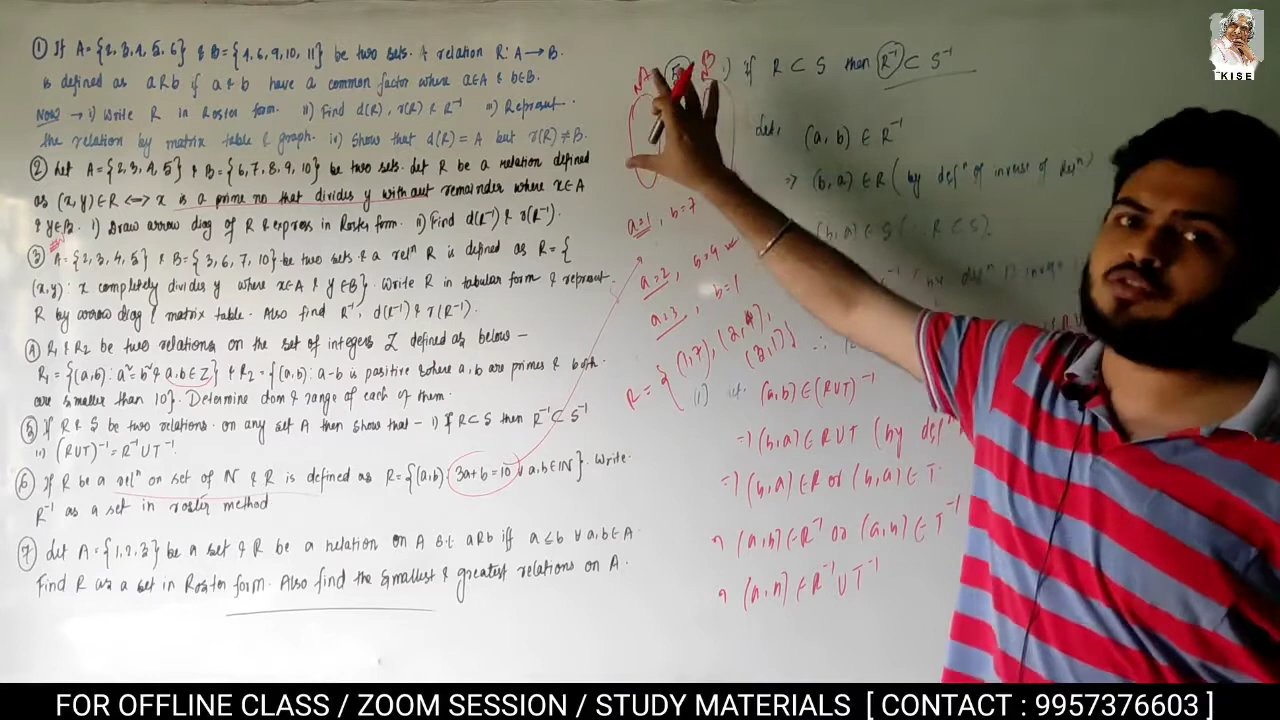 ① If A = {2,3,4,5,6} & B = {4,6,9,10,11} be two sets. A relation R: A → B.
is defined as aRb if a & b have a common factor where a∈A & b∈B.
Now → i) Write R in Roster form. ii) Find d(R), r(R) & R⁻¹ iii) Represent
the relation by matrix table & graph. iv) Show that d(R) = A but r(R) ≠ B.
② Let A = {2,3,4,5} & B = {6,7,8,9,10} be two sets. Let R be a relation defined
as (x,y)∈R <=> x is a prime no that divides y without remainder where x∈A
& y∈B. i) Draw arrow diag of R & express in Roster form. ii) Find d(R⁻¹) & r(R⁻¹).
③ A = {2,3,4,5} & B = {3,6,7,10} be two sets & a relⁿ R is defined as R = {
(x,y): x completely divides y where x∈A & y∈B}. Write R in tabular form & represent
R by arrow diag & matrix table. Also find R⁻¹, d(R⁻¹) & r(R⁻¹).
④ R₁ & R₂ be two relations on the set of integers Z defined as below –
R₁ = {(a,b): a² = b² & a,b ∈ Z} & R₂ = {(a,b): a-b is positive where a,b are primes & both
are smaller than 10}. Determine dom & range of each of them.
⑤ If R & S be two relations on any set A then show that – i) If R⊂S then R⁻¹⊂S⁻¹
ii) (RUT)⁻¹ = R⁻¹UT⁻¹.
⑥ If R be a relⁿ on set of N & R is defined as R = {(a,b): 3a+b=10 ∀ a,b∈N}. Write
R⁻¹ as a set in roster method
⑦ Let A = {1,2,3} be a set & R be a relation on A s.t aRb iff a ≤ b ∀ a,b∈A
Find R as a set in Roster form. Also find the smallest & greatest relations on A.
A B
a=1, b=7
a=2, b=4
a=3, b=1
R = { (1,7), (2,4),
(3,1)}
i) if R ⊂ S then R⁻¹ ⊂ S⁻¹
Let, (a,b) ∈ R⁻¹
=> (b,a) ∈ R (by defⁿ of inverse of relⁿ)
(b,a) ∈ S (∵ R ⊂ S).
(ii) Let (a,b) ∈ (RUT)⁻¹
=> (b,a) ∈ RUT (by defⁿ
=> (b,a) ∈ R or (b,a) ∈ T
=> (a,b) ∈ R⁻¹ or (a,b) ∈ T⁻¹
=> (a,b) ∈ R⁻¹ U T⁻¹
KISE
FOR OFFLINE CLASS / ZOOM SESSION / STUDY MATERIALS [ CONTACT : 9957376603 ]